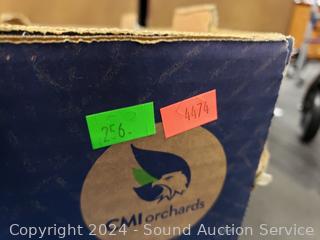 256.
4474
CMI orchards
Copyright © 2024 - Sound Auction Service